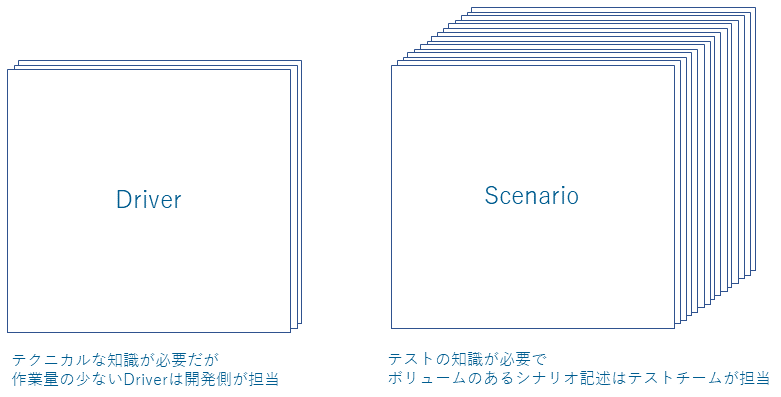 Driver
Scenario
テクニカルな知識が必要だが
作業量の少ないDriverは開発側が担当
テストの知識が必要で
ボリュームのあるシナリオ記述はテストチームが担当